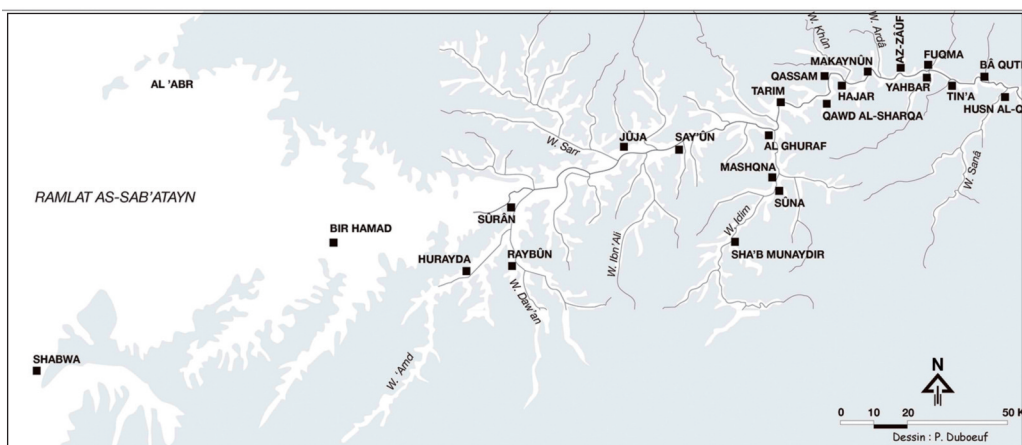 W. Khûn
W. Ardâ
AZ-ZÂÛF
FUQMA
MAKAYNÛN
BÂ QUT
QASSAM
YAHBAR
HAJAR
TIN'A
HUSN AL-Q
TARIM
QAWD AL-SHARQA
AL 'ABR
JÛJA
SAY'ÛN
AL GHURAF
W. Sarr
MASHQNA
W. Sanâ
RAMLAT AS-SAB'ATAYN
SÛNA
SÛRÂN
W. Idim
BIR HAMAD
SHA'B MUNAYDIR
HURAYDA
RAYBÛN
W. Ibn'Ali
W. Daw'an
SHABWA
W. 'Amd
N
0 10 20 50 K
Dessin : P. Duboeuf